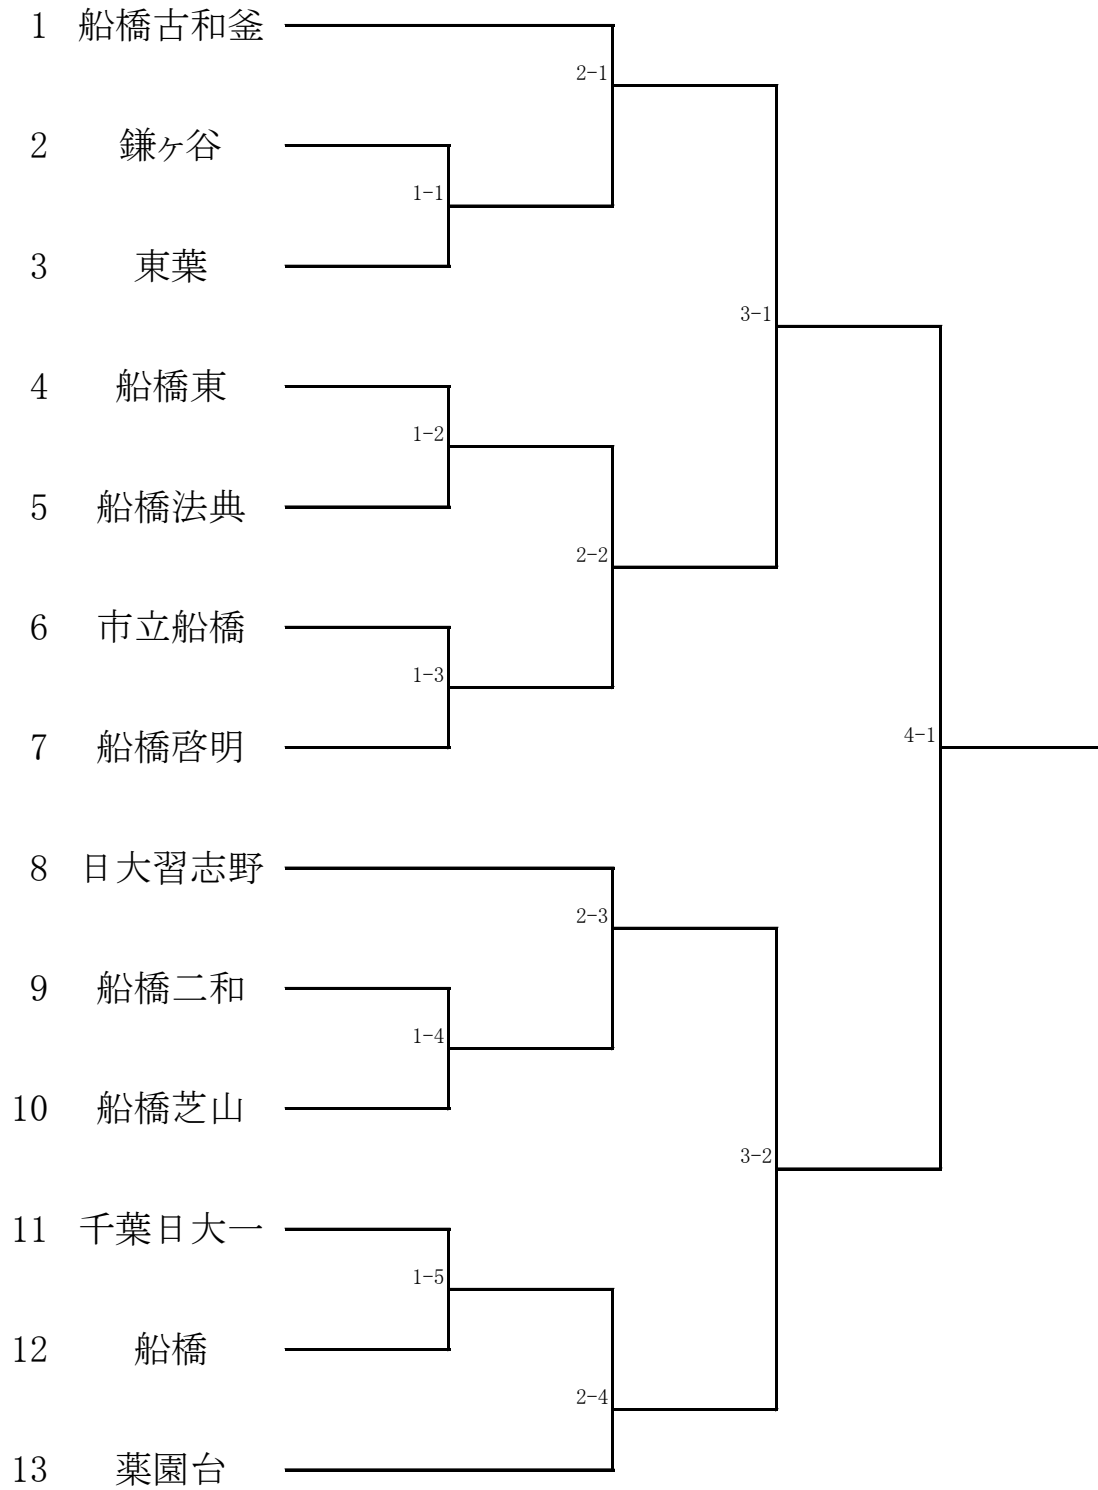 1 船橋古和釜
2-1
2 鎌ヶ谷
1-1
3 東葉
3-1
4 船橋東
1-2
5 船橋法典
2-2
6 市立船橋
1-3
7 船橋啓明
4-1
8 日大習志野
2-3
9 船橋二和
1-4
10 船橋芝山
3-2
11 千葉日大一
1-5
12 船橋
2-4
13 薬園台